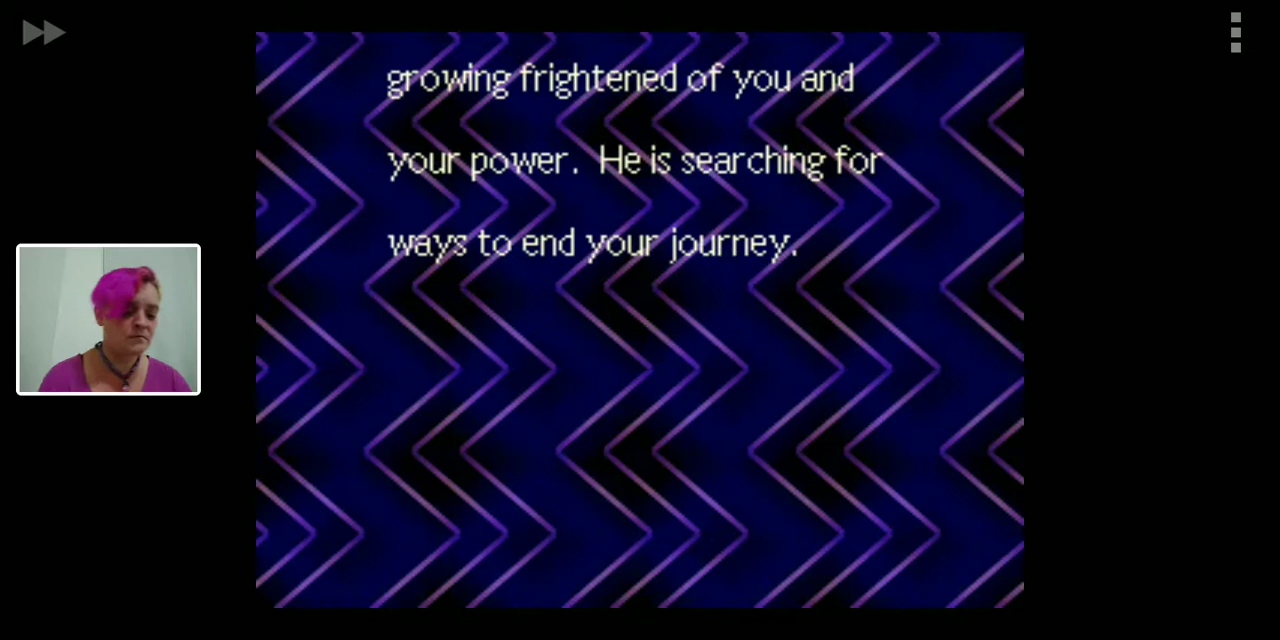 growing frightened of you and
your power. He is searching for
ways to end your journey.